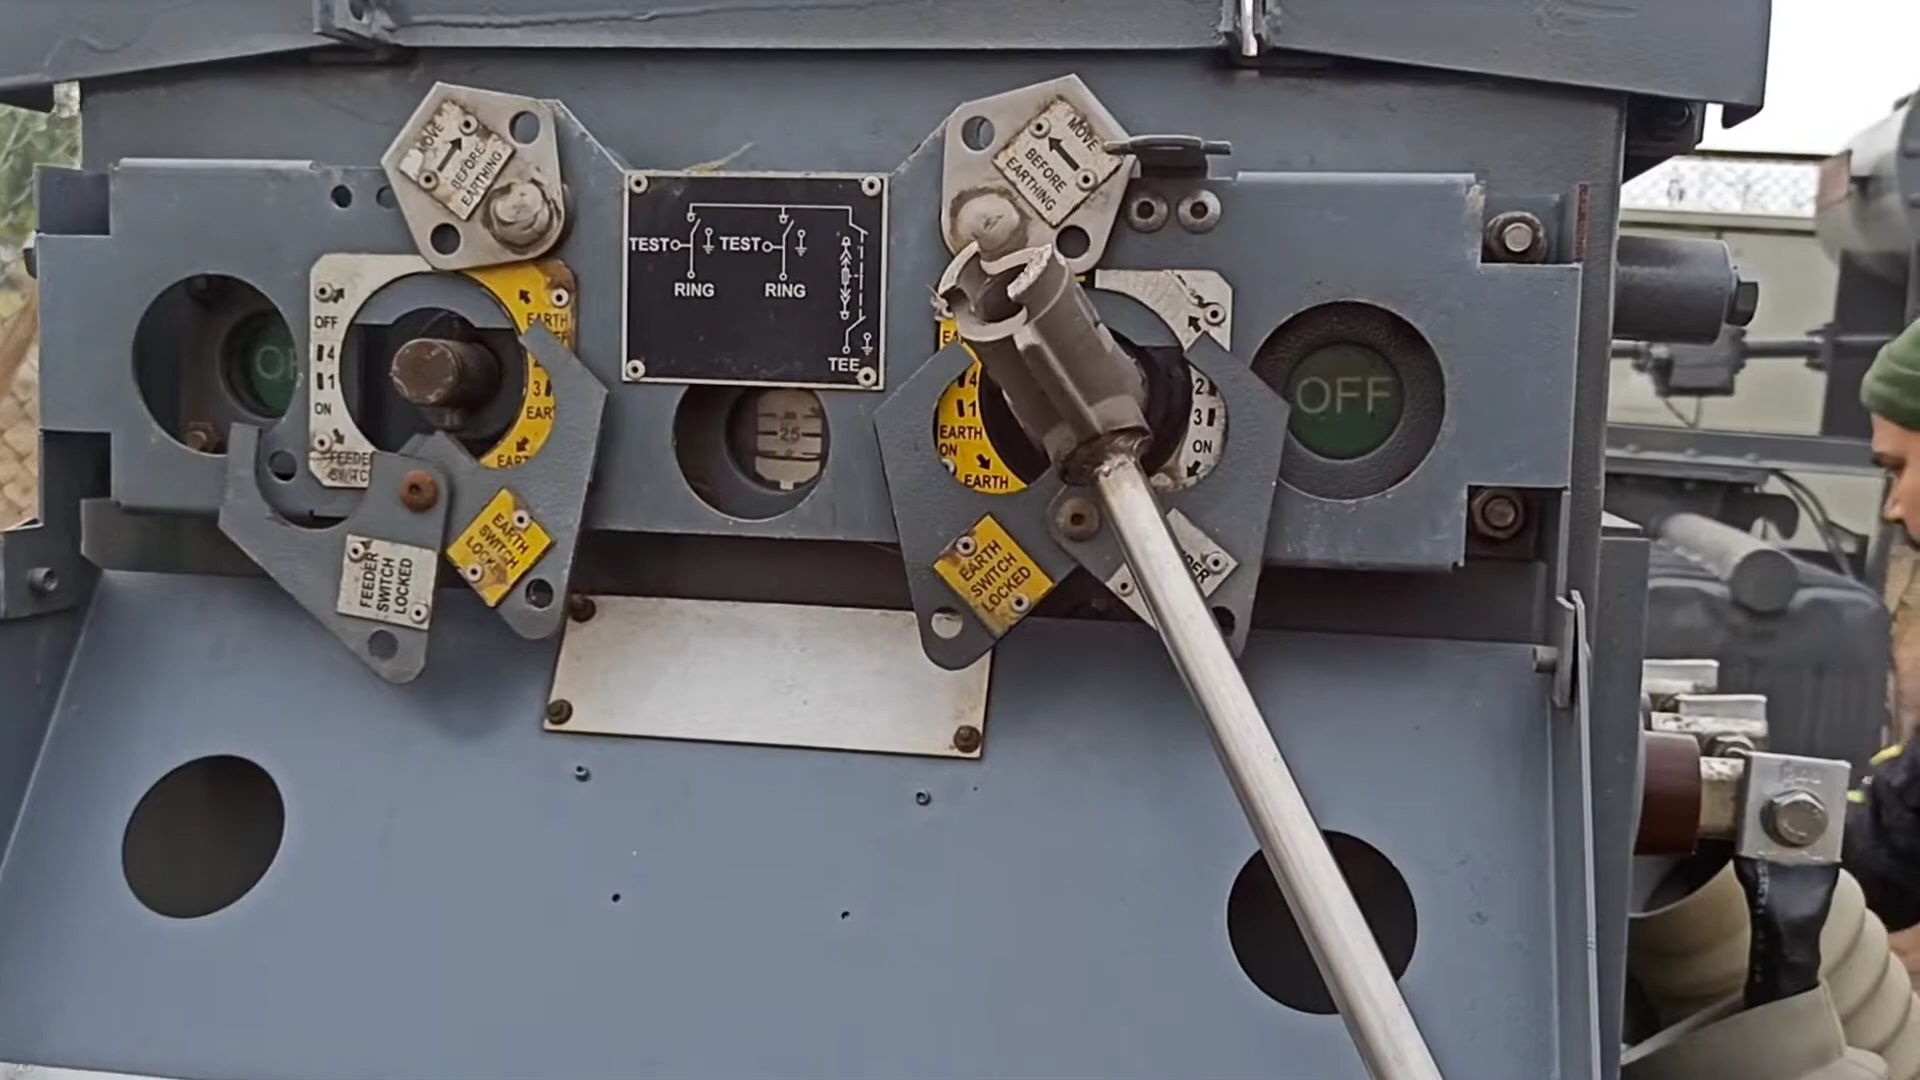 MOVE
BEFORE
EARTHING
MOVE
BEFORE
EARTHING
TEST
TEST
RING
RING
TEE
OFF
4
1
ON
FEEDER
EARTH
3
25
4
1
EARTH
ON
EARTH
2
3
ON
OFF
EARTH
SWITCH
LOCKED
FEEDER
SWITCH
LOCKED
EARTH
SWITCH
LOCKED